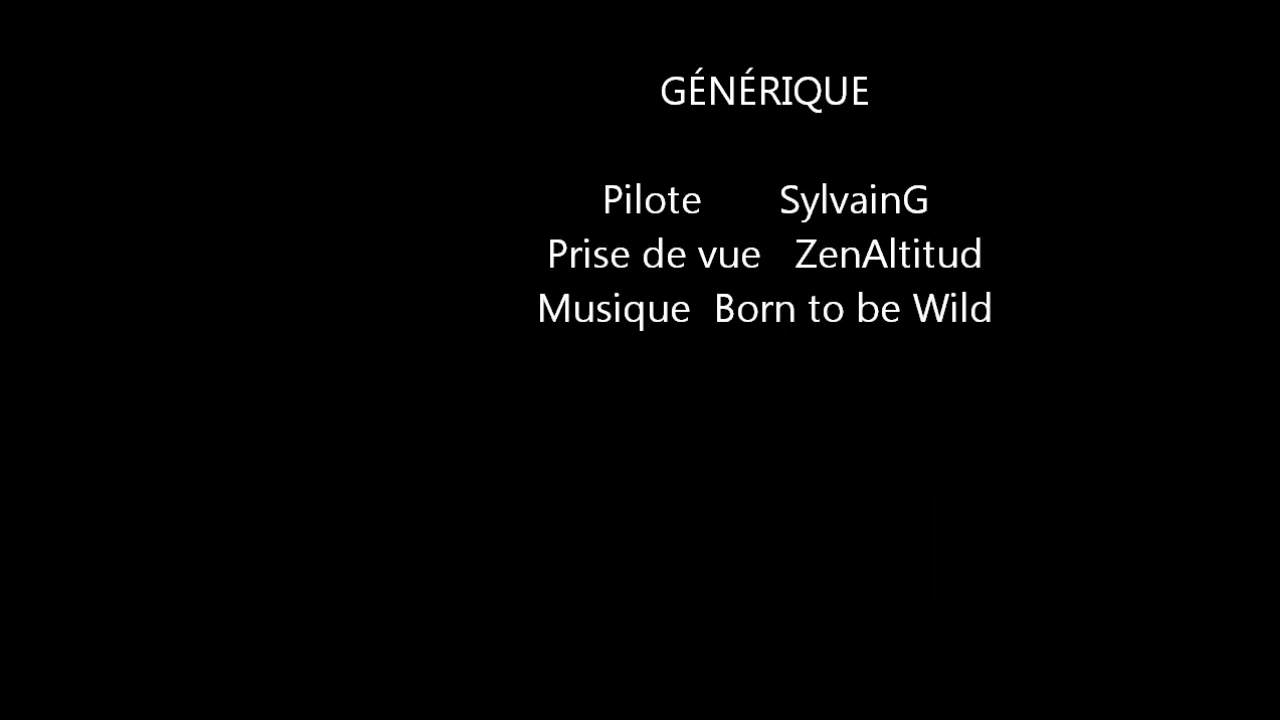 GÉNÉRIQUE
Pilote SylvainG
Prise de vue ZenAltitud
Musique Born to be Wild